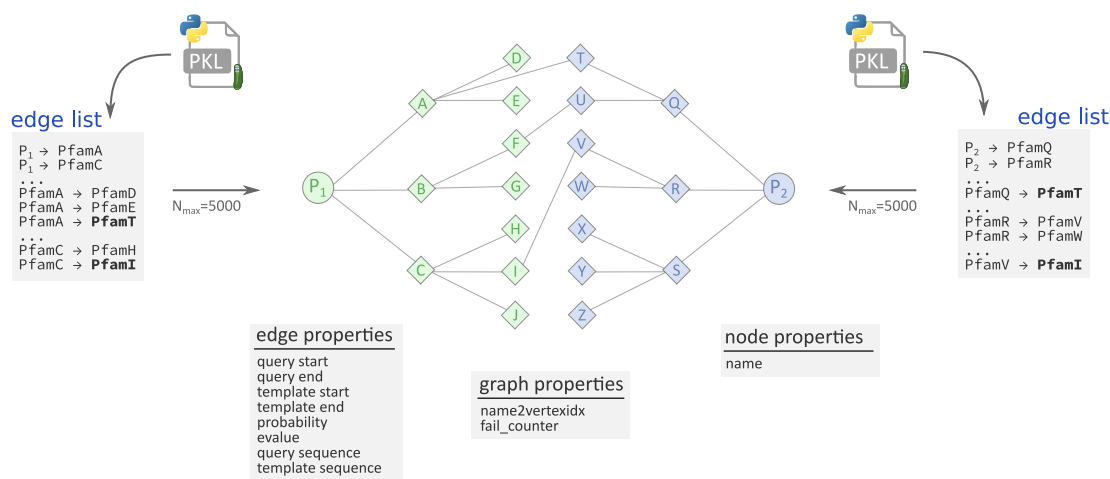 PKL
edge list
P1 → PfamA
P1 → PfamC
...
PfamA → PfamD
PfamA → PfamE
PfamA → PfamT
...
PfamC → PfamH
PfamC → PfamI
Nmax=5000
P1
A
B
C
D
E
F
G
H
I
J
T
U
V
W
X
Y
Z
Q
R
S
P2
PKL
edge list
P2 → PfamQ
P2 → PfamR
...
PfamQ → PfamT
...
PfamR → PfamV
PfamR → PfamW
...
PfamV → PfamI
Nmax=5000
edge properties
query start
query end
template start
template end
probability
evalue
query sequence
template sequence
graph properties
name2vertexidx
fail_counter
node properties
name